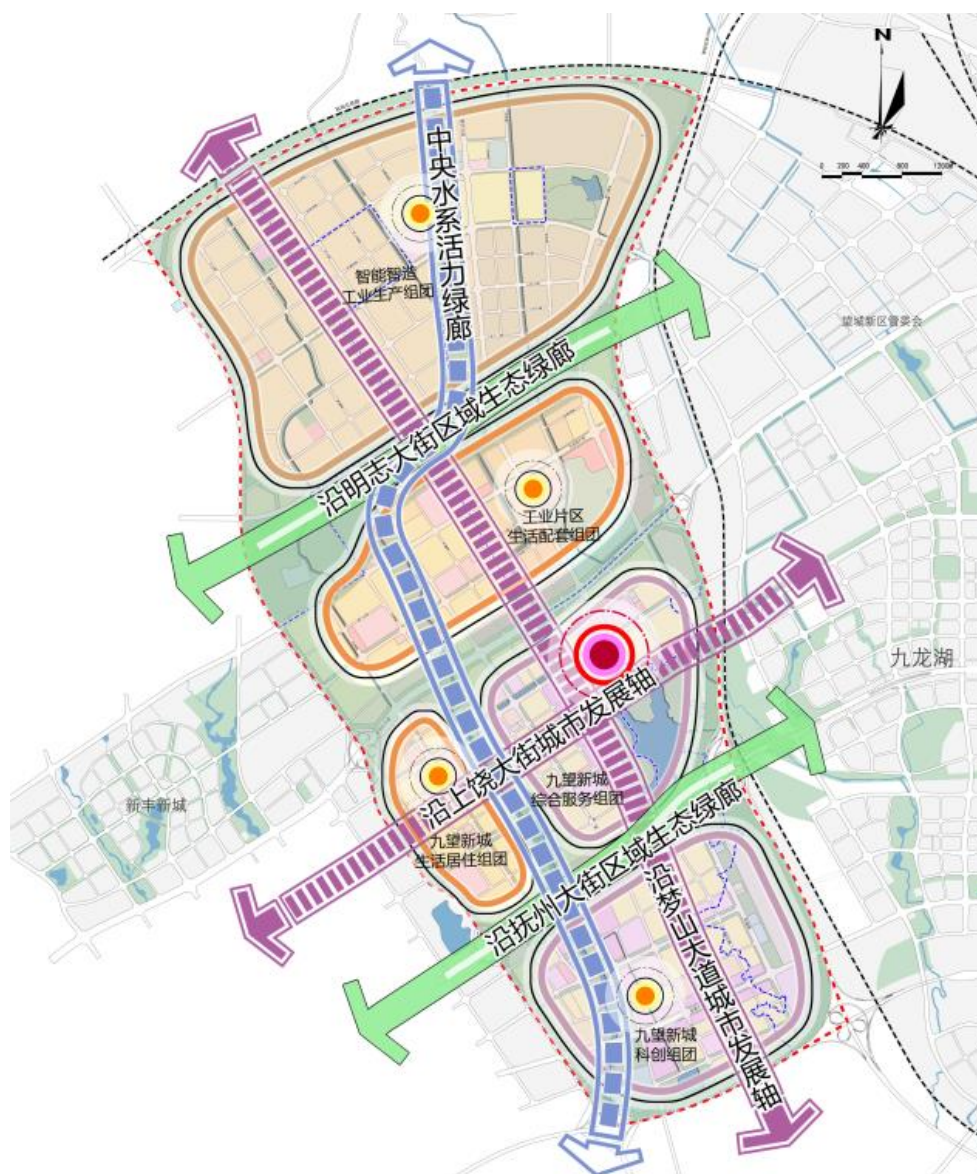 N
0 200 400 800 1200
中央水系活力绿廊
智能智造
工业生产组团
望城新区管委会
沿明志大街区域生态绿廊
工业片区
生活配套组团
九龙湖
沿上饶大街城市发展轴
九望新城
综合服务组团
新丰新城
九望新城
生活居住组团
沿抚州大街区域生态绿廊
沿梦山大道城市发展轴
九望新城
科创组团